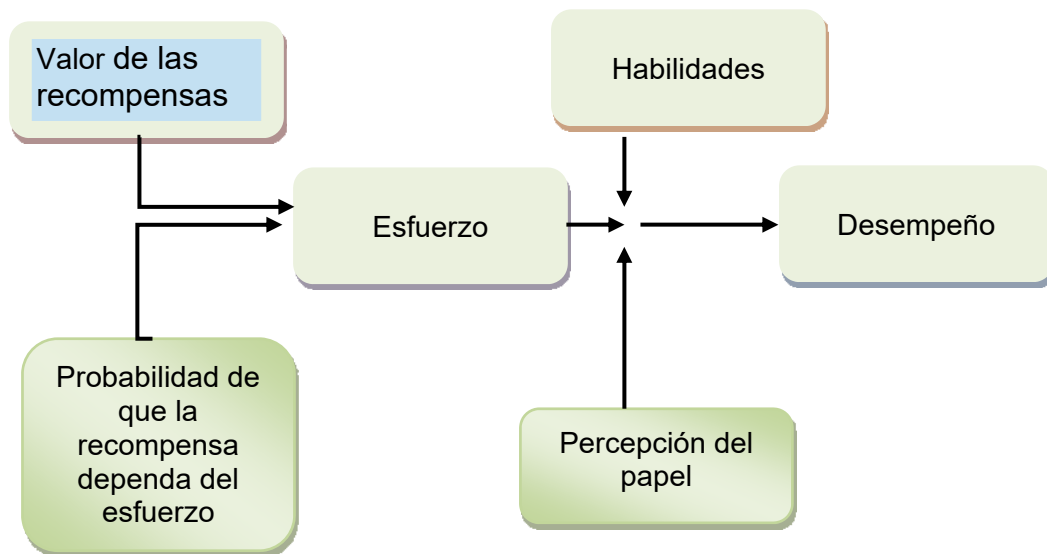 Valor de las
recompensas
Habilidades
Esfuerzo
Desempeño
Probabilidad de
que la
recompensa
dependa del
esfuerzo
Percepción del
papel